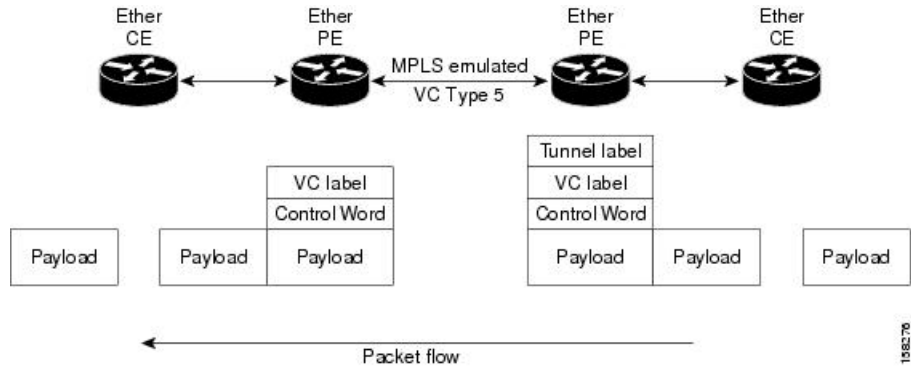 Ether CE
Ether PE
Ether PE
Ether CE
MPLS emulated
VC Type 5
Tunnel label
VC label
VC label
Control Word
Control Word
Payload
Payload
Payload
Payload
Payload
Payload
Packet flow
158276